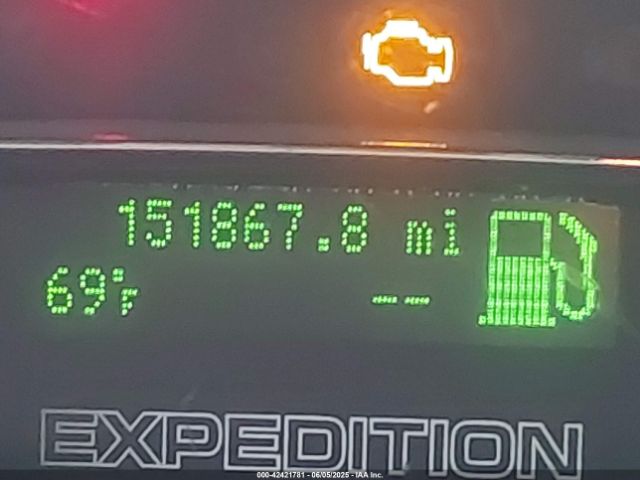 151867.8 mi
69°F
-- --
EXPEDITION
000-42421781 - 06/05/2025 - IAA Inc.